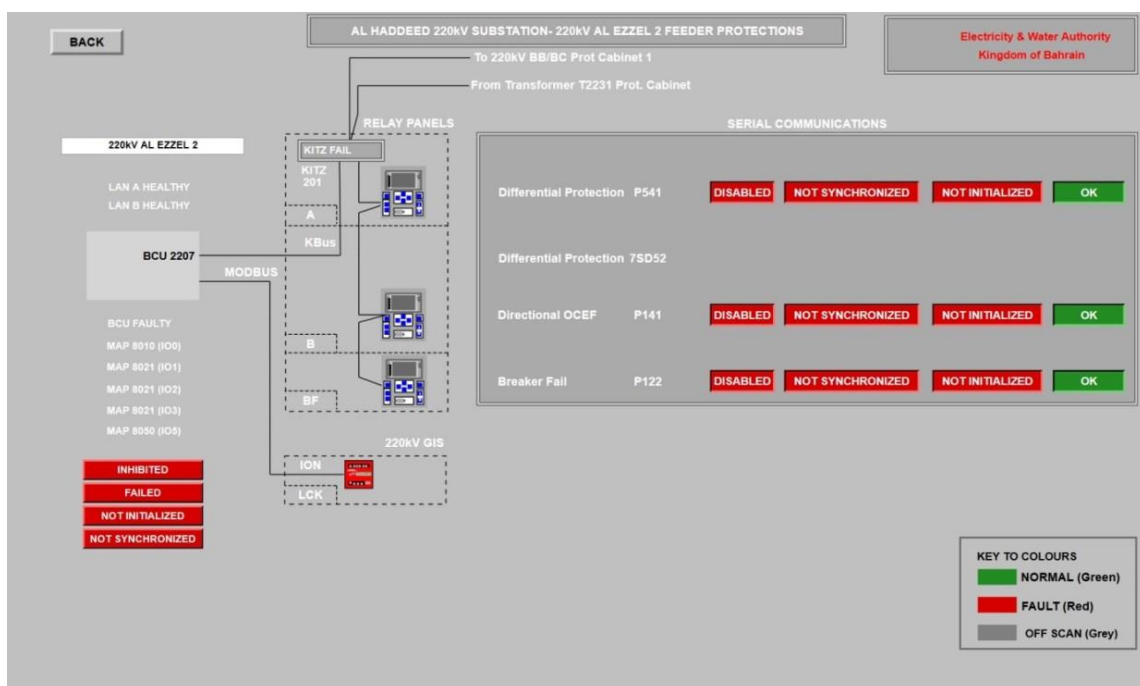 BACK
AL HADDEED 220kV SUBSTATION- 220kV AL EZZEL 2 FEEDER PROTECTIONS
Electricity & Water Authority
Kingdom of Bahrain
To 220kV BB/BC Prot Cabinet 1
From Transformer T2231 Prot. Cabinet
RELAY PANELS
SERIAL COMMUNICATIONS
220kV AL EZZEL 2
KITZ FAIL
KITZ
201
LAN A HEALTHY
LAN B HEALTHY
A
Differential Protection P541 DISABLED NOT SYNCHRONIZED NOT INITIALIZED OK
KBus
BCU 2207
MODBUS
Differential Protection 7SD52
BCU FAULTY
MAP 8010 (IO0)
MAP 8021 (IO1)
MAP 8021 (IO2)
MAP 8021 (IO3)
MAP 8050 (IO5)
B
Directional OCEF P141 DISABLED NOT SYNCHRONIZED NOT INITIALIZED OK
BF
Breaker Fail P122 DISABLED NOT SYNCHRONIZED NOT INITIALIZED OK
220kV GIS
ION
LCK
INHIBITED
FAILED
NOT INITIALIZED
NOT SYNCHRONIZED
KEY TO COLOURS
NORMAL (Green)
FAULT (Red)
OFF SCAN (Grey)